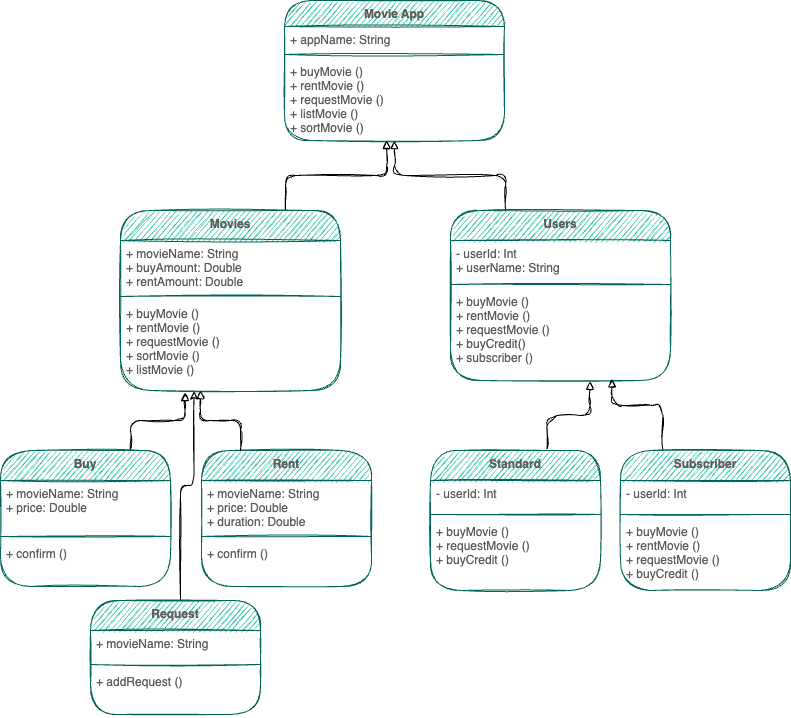 Movie App
+ appName: String
+ buyMovie ()
+ rentMovie ()
+ requestMovie ()
+ listMovie ()
+ sortMovie ()
Movies
+ movieName: String
+ buyAmount: Double
+ rentAmount: Double
+ buyMovie ()
+ rentMovie ()
+ requestMovie ()
+ sortMovie ()
+ listMovie ()
Users
- userId: Int
+ userName: String
+ buyMovie ()
+ rentMovie ()
+ requestMovie ()
+ buyCredit()
+ subscriber ()
Buy
+ movieName: String
+ price: Double
+ confirm ()
Rent
+ movieName: String
+ price: Double
+ duration: Double
+ confirm ()
Standard
- userId: Int
+ buyMovie ()
+ requestMovie ()
+ buyCredit ()
Subscriber
- userId: Int
+ buyMovie ()
+ rentMovie ()
+ requestMovie ()
+ buyCredit ()
Request
+ movieName: String
+ addRequest ()